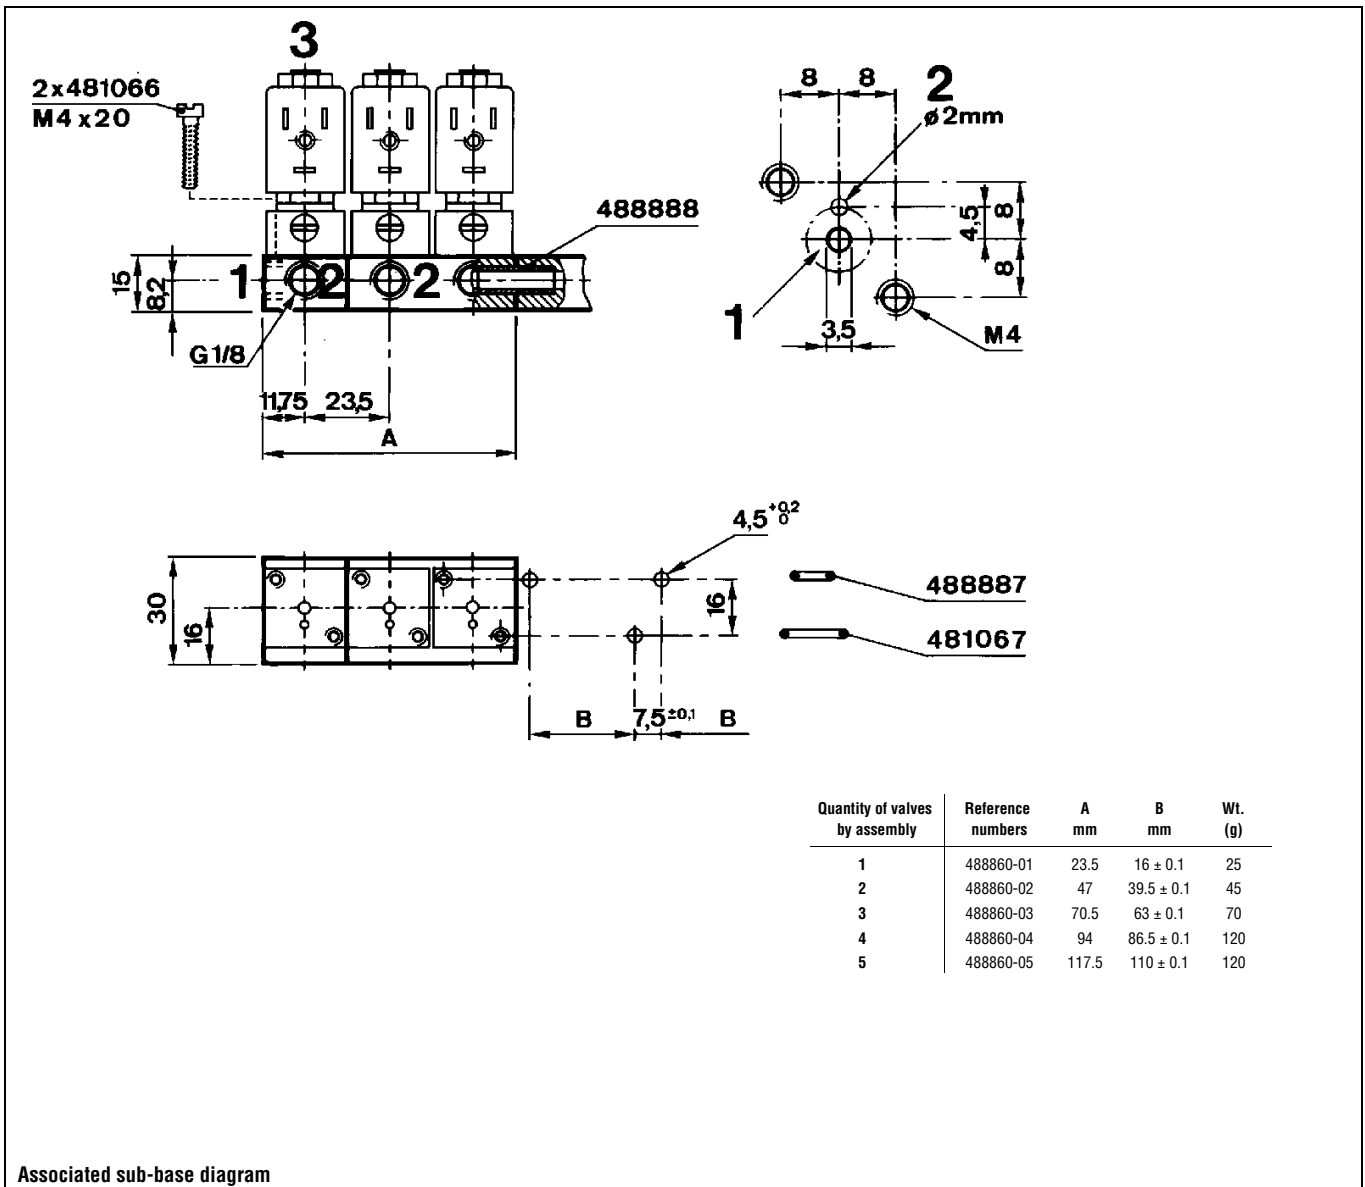 3
2x481066
M4x20
488888
15
8,2
1
2
2
G1/8
11,75
23,5
A
8
8
2
ø2mm
4,5
8
8
1
3,5
M4
30
16
4,5 +0,2 0
16
B
7,5 ±0,1
B
488887
481067
Quantity of valves Reference A B Wt.
by assembly numbers mm mm (g)
1 488860-01 23.5 16 ± 0.1 25
2 488860-02 47 39.5 ± 0.1 45
3 488860-03 70.5 63 ± 0.1 70
4 488860-04 94 86.5 ± 0.1 120
5 488860-05 117.5 110 ± 0.1 120
Associated sub-base diagram